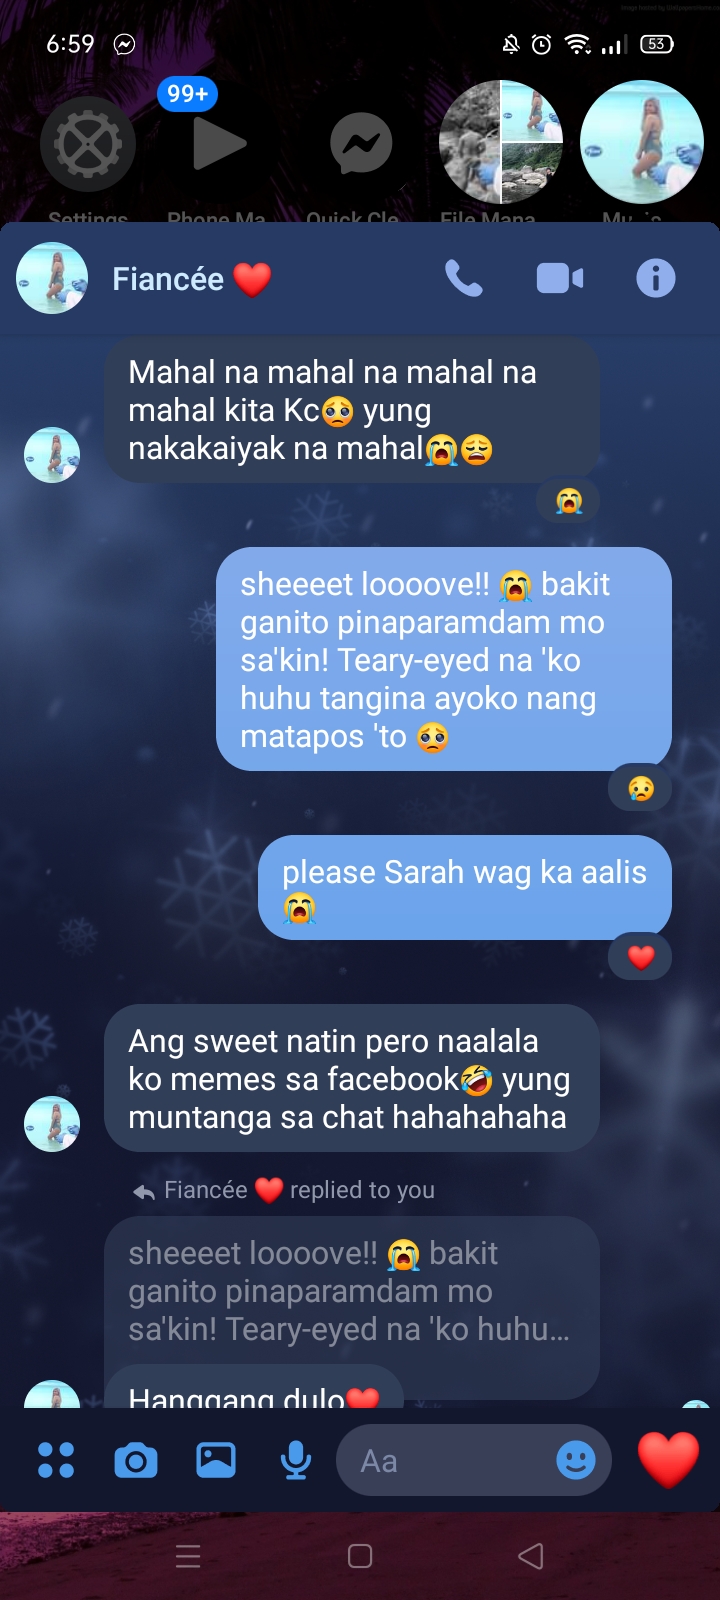 6:59
53
99+
Settings
Phone Ma
Quick Cle
File Mana
Music
Fiancée ❤️
Mahal na mahal na mahal na
mahal kita Kc🥺 yung
nakakaiyak na mahal😭😩
😭
sheeeet loooove!! 😭 bakit
ganito pinaparamdam mo
sa'kin! Teary-eyed na 'ko
huhu tangina ayoko nang
matapos 'to 🥺
😢
please Sarah wag ka aalis
😭
❤️
Ang sweet natin pero naalala
ko memes sa facebook🤣 yung
muntanga sa chat hahahahaha
Fiancée ❤️ replied to you
sheeeet loooove!! 😭 bakit
ganito pinaparamdam mo
sa'kin! Teary-eyed na 'ko huhu...
Hanggang dulo❤️
Aa